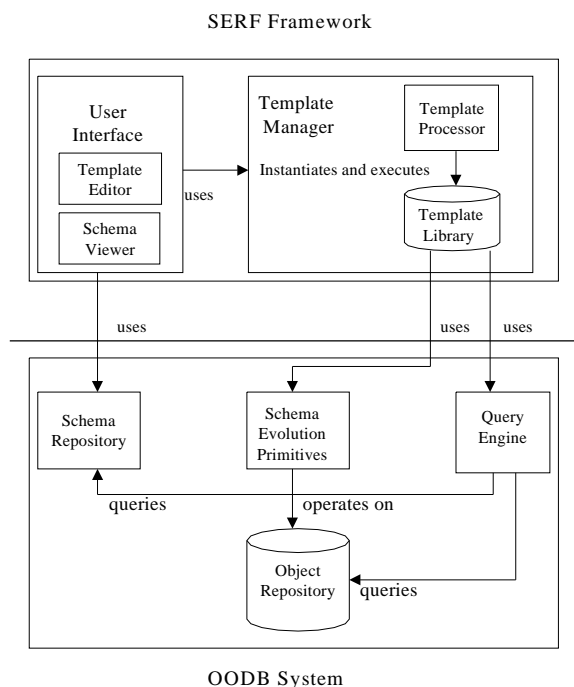 SERF Framework
User
Interface
Template
Editor
Schema
Viewer
uses
Template
Manager
Template
Processor
Instantiates and executes
Template
Library
uses
uses
uses
Schema
Repository
Schema
Evolution
Primitives
Query
Engine
queries
operates on
Object
Repository
queries
OODB System